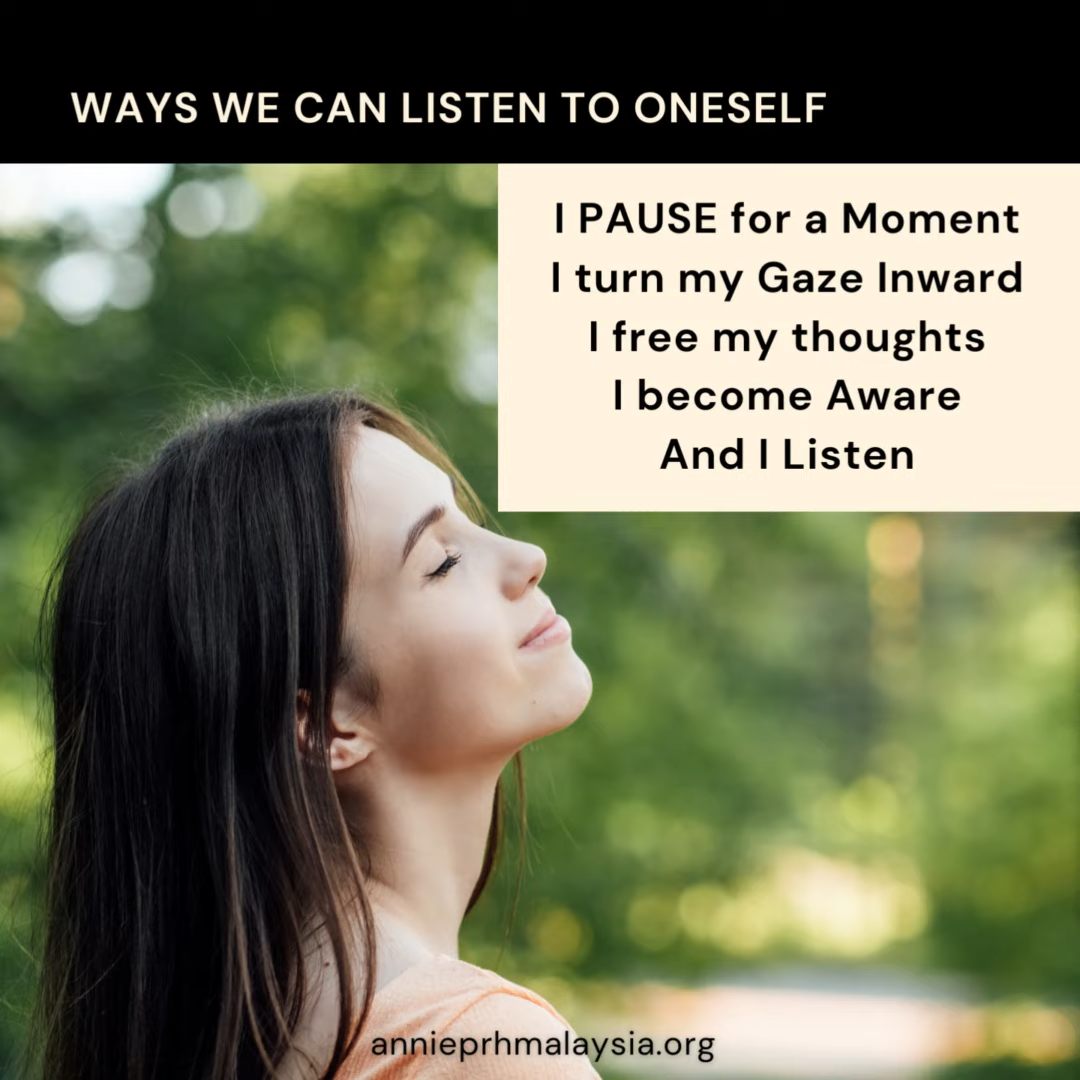 WAYS WE CAN LISTEN TO ONESELF
I PAUSE for a Moment
I turn my Gaze Inward
I free my thoughts
I become Aware
And I Listen
annieprhmalaysia.org